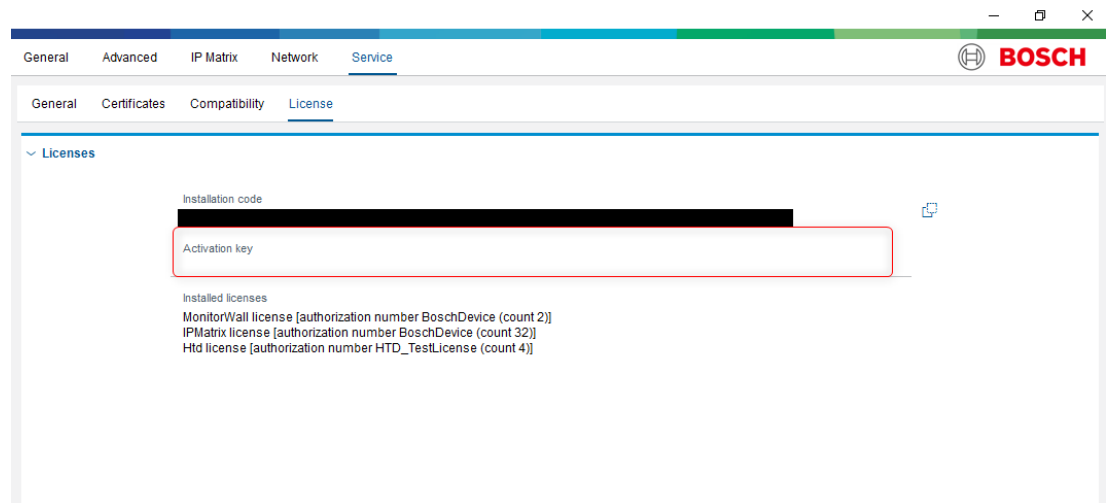 General Advanced IP Matrix Network Service
BOSCH
General Certificates Compatibility License
Licenses
Installation code
Activation key
Installed licenses
MonitorWall license [authorization number BoschDevice (count 2)]
IPMatrix license [authorization number BoschDevice (count 32)]
Htd license [authorization number HTD_TestLicense (count 4)]